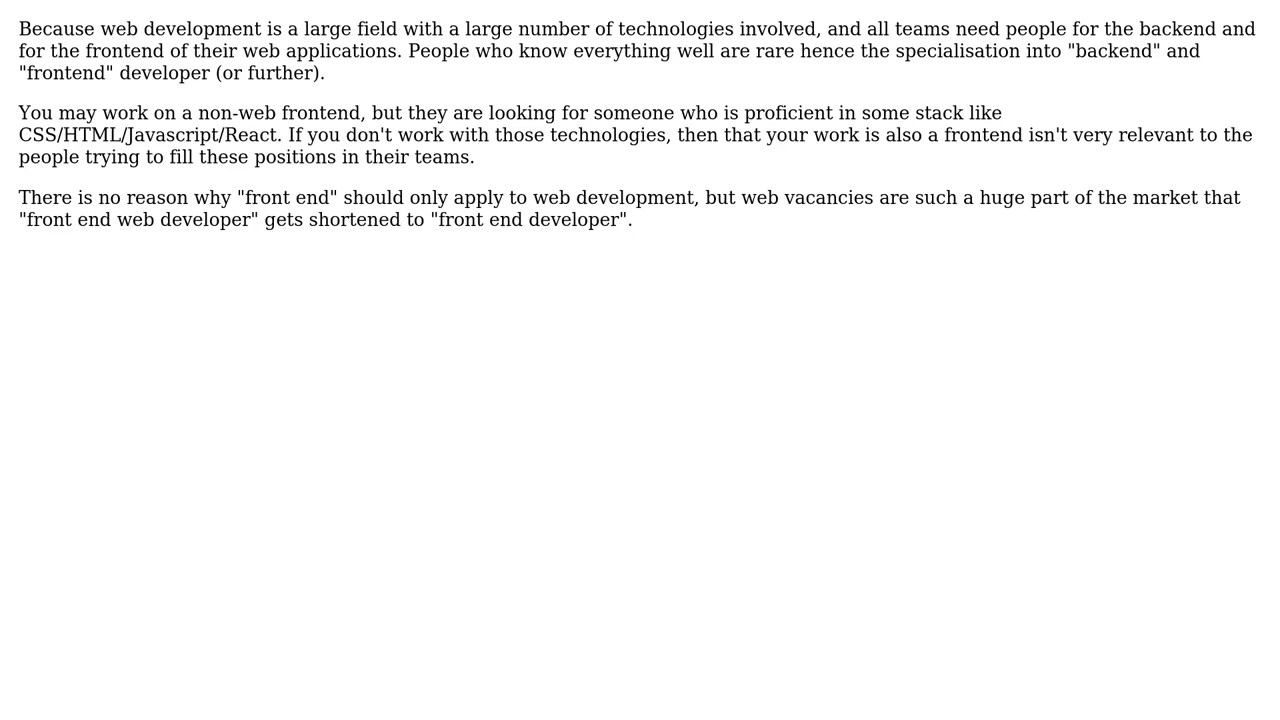 Because web development is a large field with a large number of technologies involved, and all teams need people for the backend and
for the frontend of their web applications. People who know everything well are rare hence the specialisation into "backend" and
"frontend" developer (or further).
You may work on a non-web frontend, but they are looking for someone who is proficient in some stack like
CSS/HTML/Javascript/React. If you don't work with those technologies, then that your work is also a frontend isn't very relevant to the
people trying to fill these positions in their teams.
There is no reason why "front end" should only apply to web development, but web vacancies are such a huge part of the market that
"front end web developer" gets shortened to "front end developer".